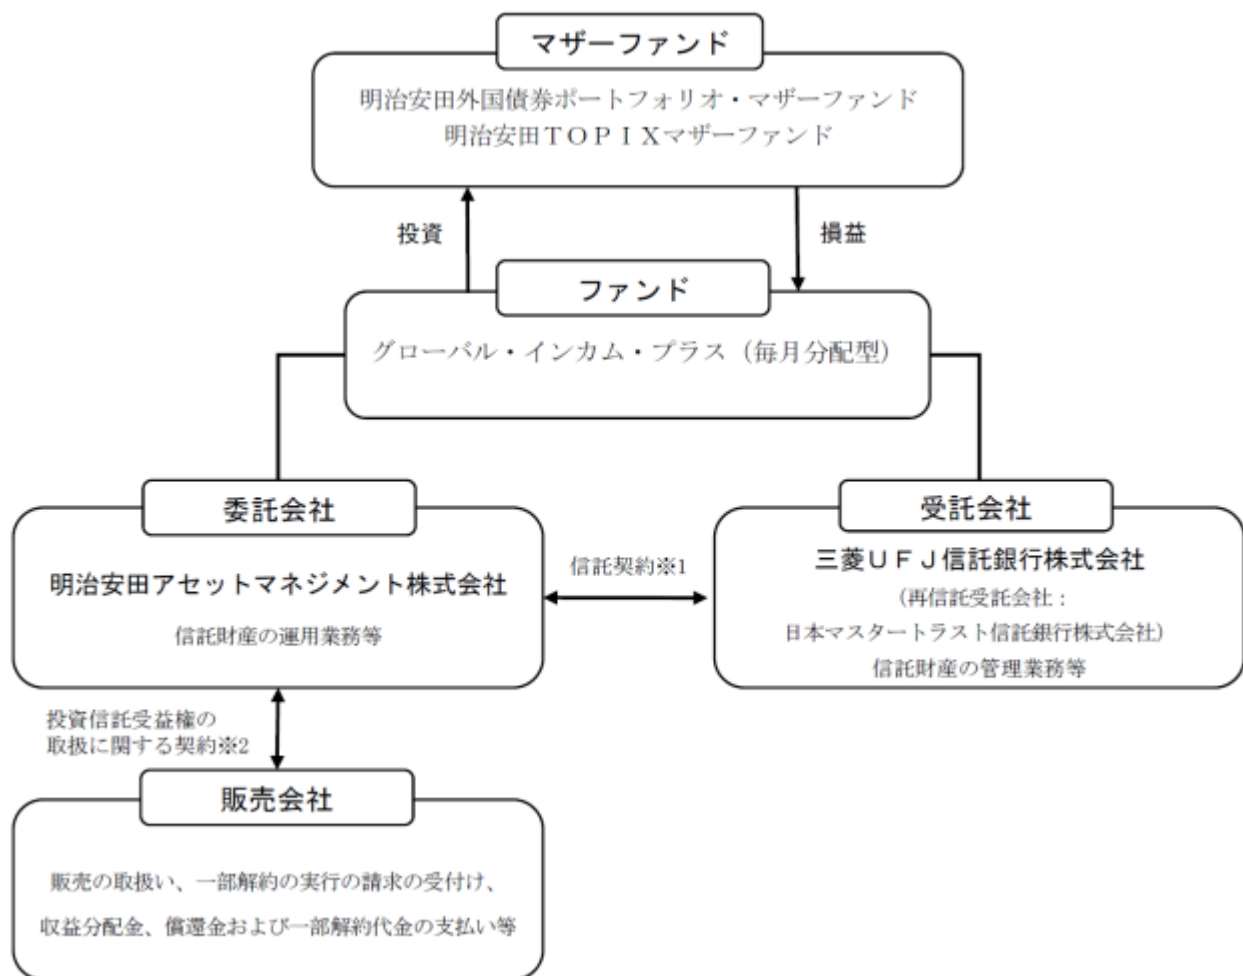 マザーファンド
明治安田外国債券ポートフォリオ・マザーファンド
明治安田ＴＯＰＩＸマザーファンド
投資
損益
ファンド
グローバル・インカム・プラス（毎月分配型）
委託会社
明治安田アセットマネジメント株式会社
信託財産の運用業務等
信託契約※1
受託会社
三菱ＵＦＪ信託銀行株式会社
（再信託受託会社：
日本マスタートラスト信託銀行株式会社）
信託財産の管理業務等
投資信託受益権の
取扱に関する契約※2
販売会社
販売の取扱い、一部解約の実行の請求の受付け、
収益分配金、償還金および一部解約代金の支払い等